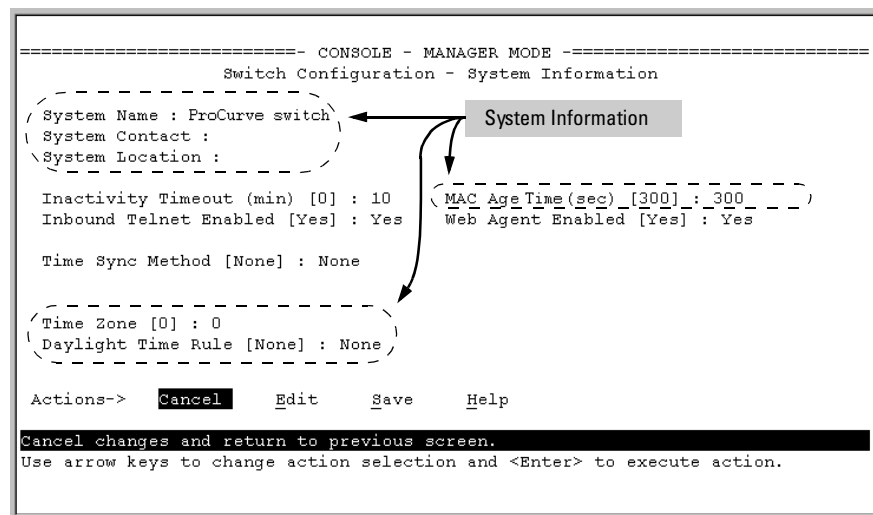 ==========================- CONSOLE - MANAGER MODE -============================
Switch Configuration - System Information
System Name : ProCurve switch
System Contact :
System Location :
System Information
Inactivity Timeout (min) [0] : 10 MAC Age Time(sec) [300] : 300
Inbound Telnet Enabled [Yes] : Yes Web Agent Enabled [Yes] : Yes
Time Sync Method [None] : None
Time Zone [0] : 0
Daylight Time Rule [None] : None
Actions-> Cancel Edit Save Help
Cancel changes and return to previous screen.
Use arrow keys to change action selection and <Enter> to execute action.